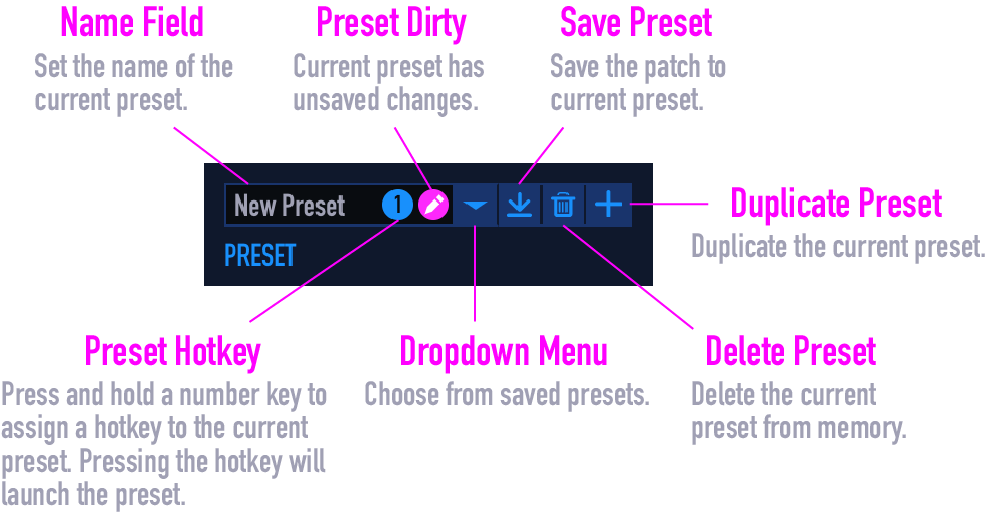 Name Field
Set the name of the
current preset.
Preset Dirty
Current preset has
unsaved changes.
Save Preset
Save the patch to
current preset.
New Preset
1
PRESET
Duplicate Preset
Duplicate the current preset.
Preset Hotkey
Press and hold a number key to
assign a hotkey to the current
preset. Pressing the hotkey will
launch the preset.
Dropdown Menu
Choose from saved presets.
Delete Preset
Delete the current
preset from memory.